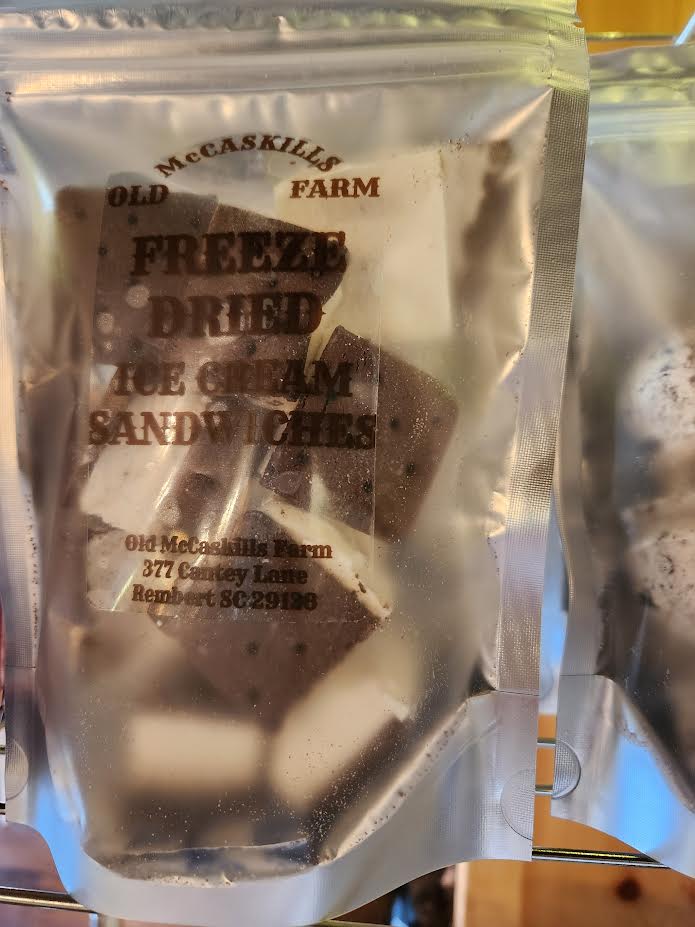 McCASKILLS
OLD FARM
FREEZE
DRIED
ICE CREAM
SANDWICHES
Old McCaskills Farm
377 Cantey Lane
Rembert SC 29128